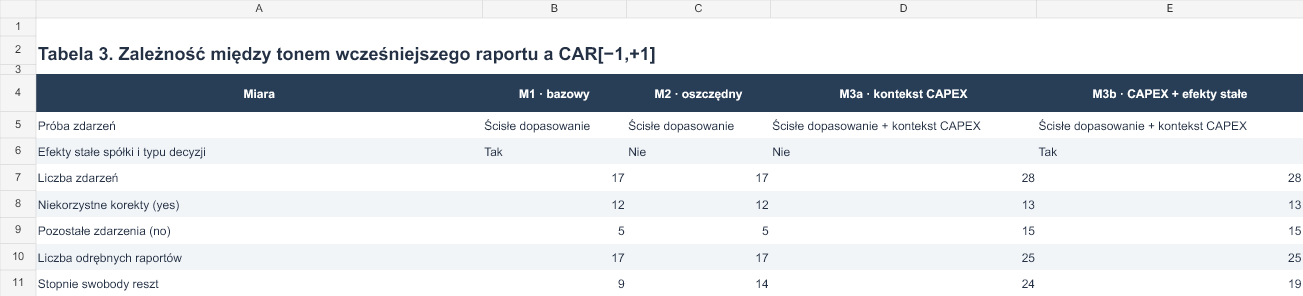 A B C D E
1
2 Tabela 3. Zależność między tonem wcześniejszego raportu a CAR[−1,+1]
3
4 Miara M1 · bazowy M2 · oszczędny M3a · kontekst CAPEX M3b · CAPEX + efekty stałe
5 Próba zdarzeń Ścisłe dopasowanie Ścisłe dopasowanie Ścisłe dopasowanie + kontekst CAPEX Ścisłe dopasowanie + kontekst CAPEX
6 Efekty stałe spółki i typu decyzji Tak Nie Nie Tak
7 Liczba zdarzeń 17 17 28 28
8 Niekorzystne korekty (yes) 12 12 13 13
9 Pozostałe zdarzenia (no) 5 5 15 15
10 Liczba odrębnych raportów 17 17 25 25
11 Stopnie swobody reszt 9 14 24 19